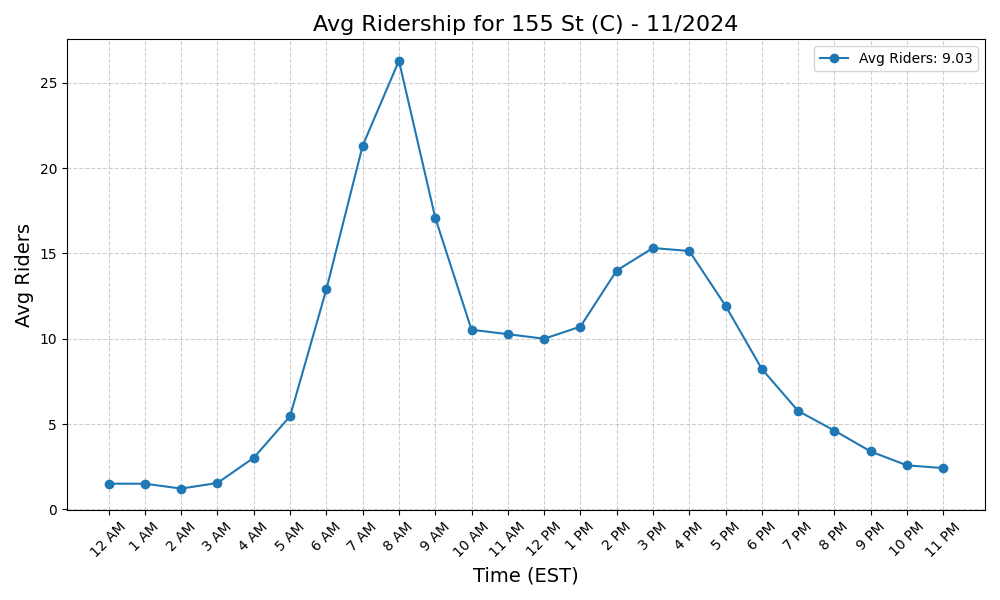 Avg Ridership for 155 St (C) - 11/2024
Avg Riders: 9.03
Avg Riders
25
20
15
10
5
0
12 AM
1 AM
2 AM
3 AM
4 AM
5 AM
6 AM
7 AM
8 AM
9 AM
10 AM
11 AM
12 PM
1 PM
2 PM
3 PM
4 PM
5 PM
6 PM
7 PM
8 PM
9 PM
10 PM
11 PM
Time (EST)